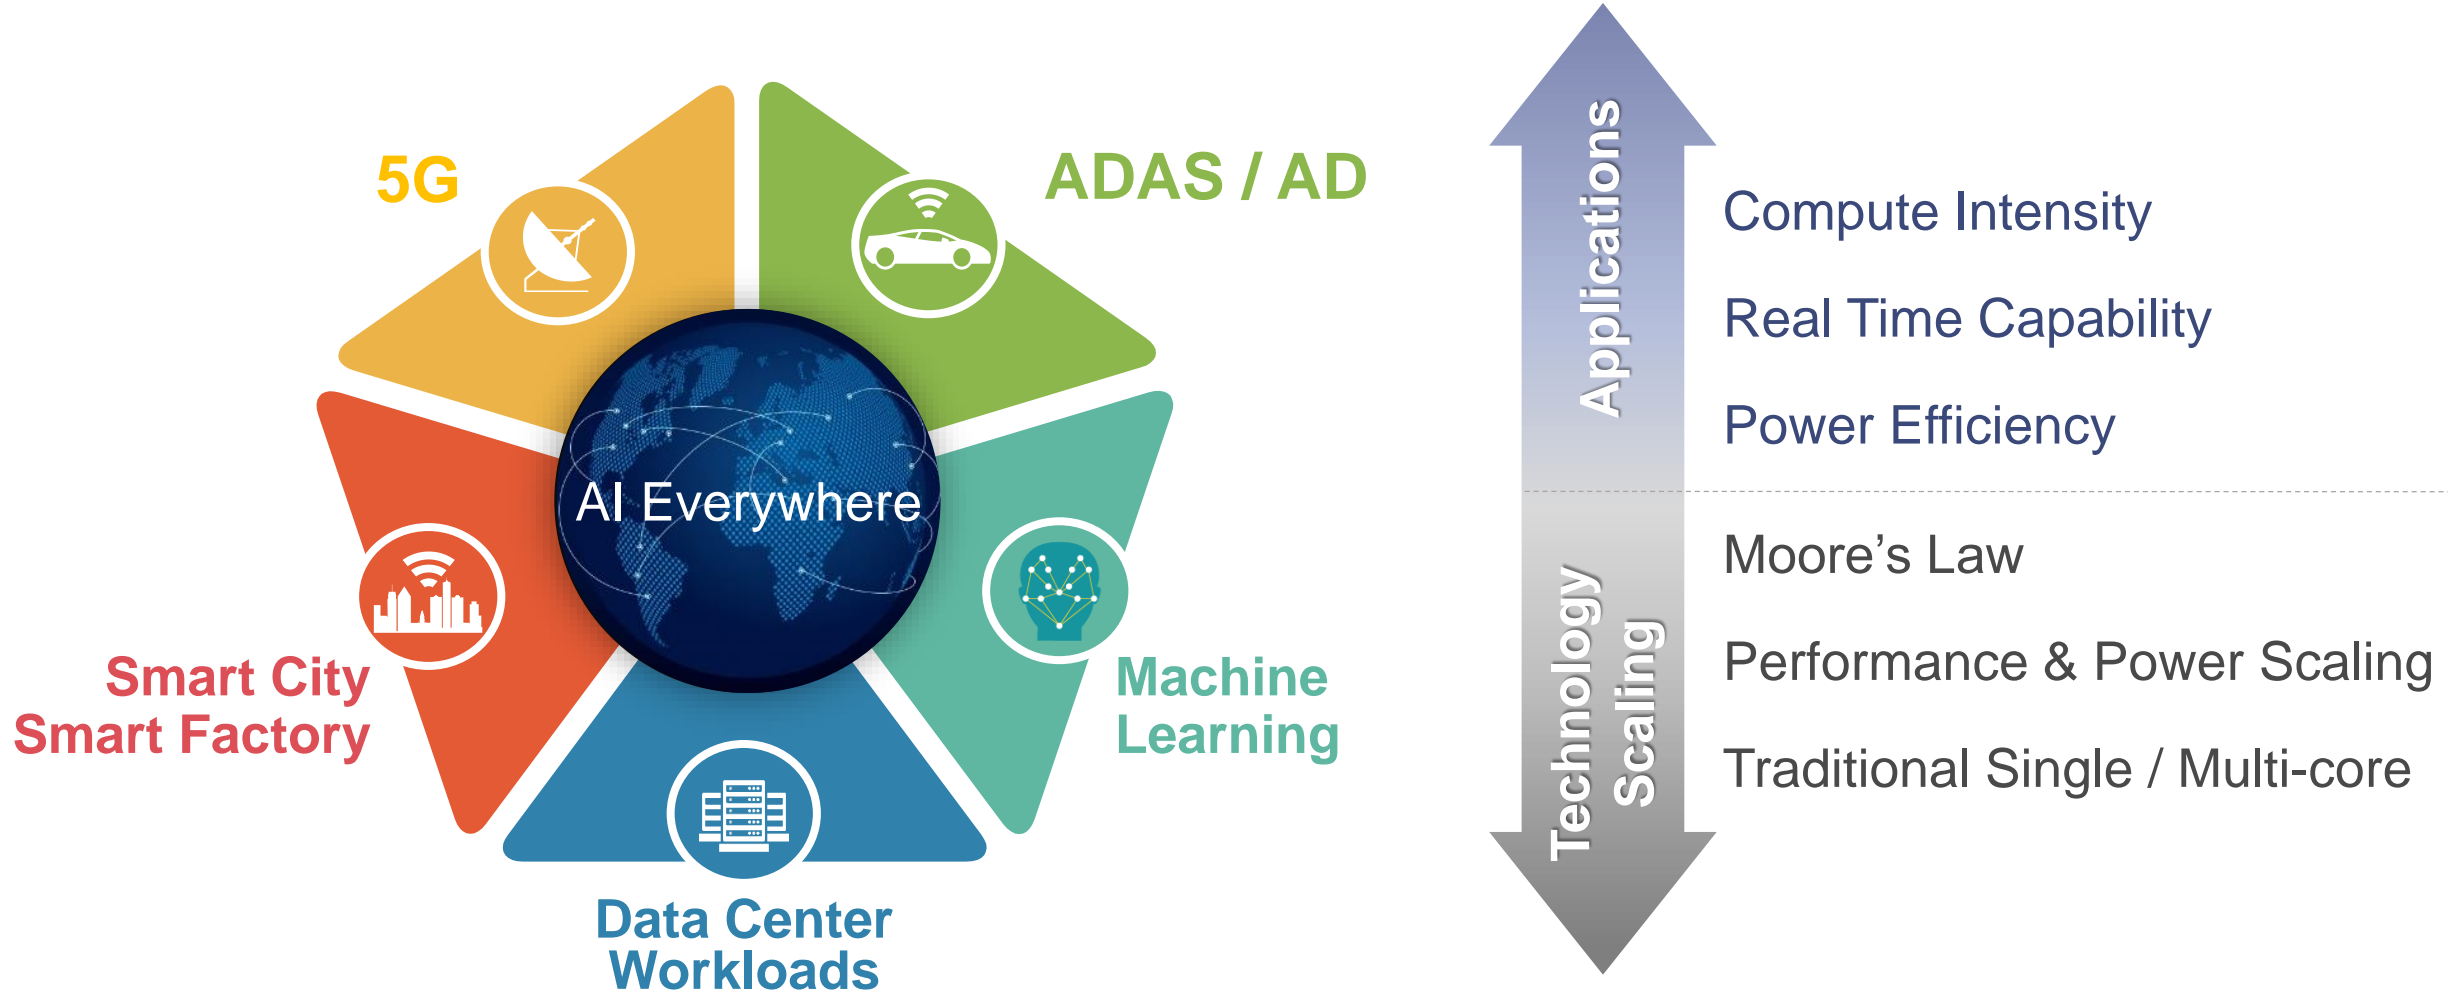 5G
ADAS / AD
AI Everywhere
Smart City
Smart Factory
Machine
Learning
Data Center
Workloads
Applications
Compute Intensity
Real Time Capability
Power Efficiency
Technology
Scaling
Moore’s Law
Performance & Power Scaling
Traditional Single / Multi-core